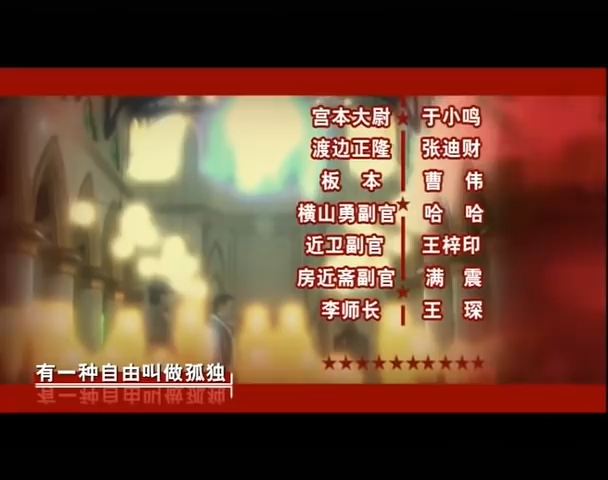 宫本大尉 于小鸣
渡边正隆 张迪财
板 本 曹 伟
横山勇副官 哈 哈
近卫副官 王梓印
房近斋副官 满 震
李师长 王 琛
有一种自由叫做孤独